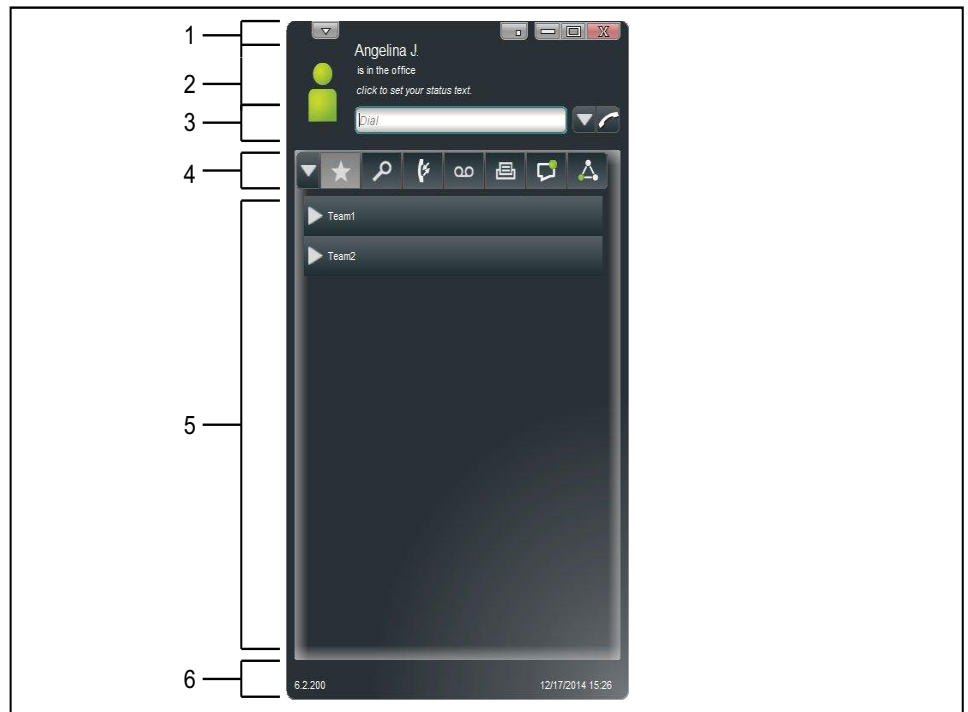 1
X
Angelina J.
2
is in the office
click to set your status text.
3
Dial
4
Team1
Team2
5
6
6.2.200 12/17/2014 15:26